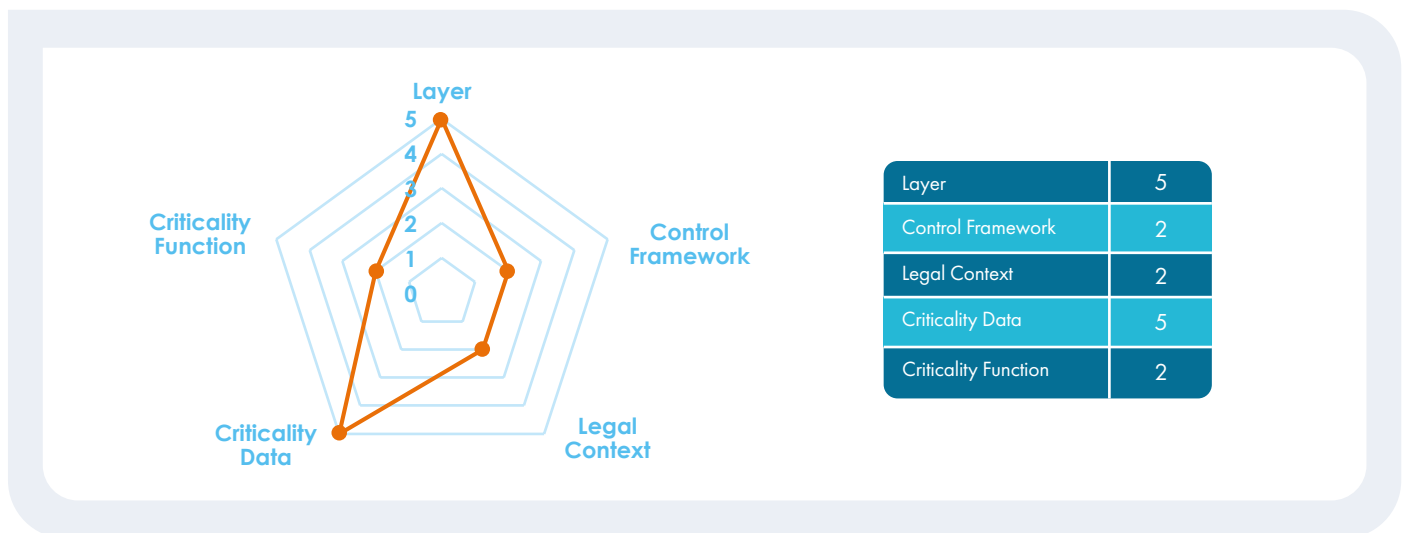 Layer
5
4
3
2
1
0
Criticality
Function
Control
Framework
Criticality
Data
Legal
Context
Layer 5
Control Framework 2
Legal Context 2
Criticality Data 5
Criticality Function 2